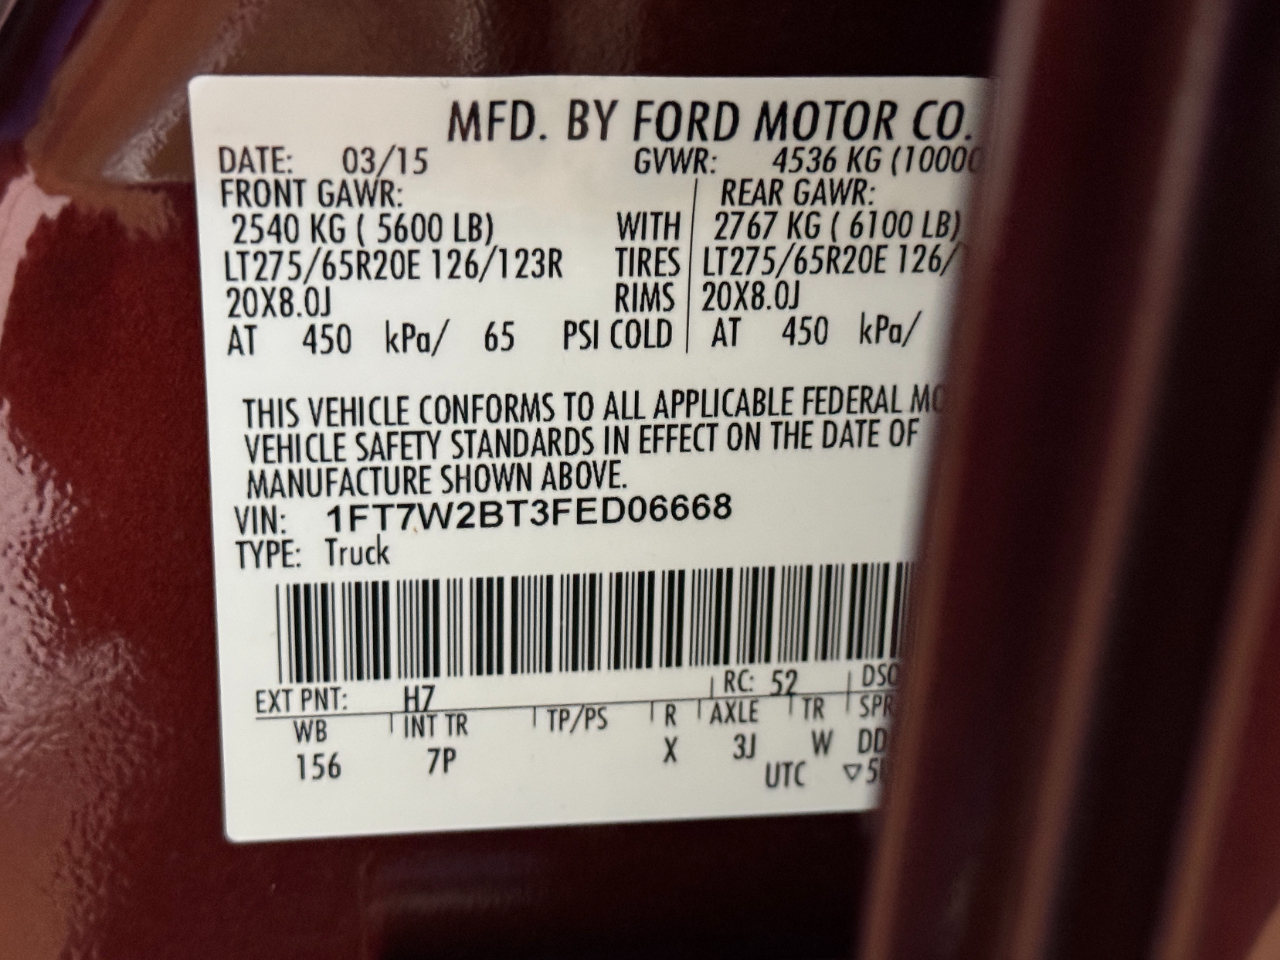 MFD. BY FORD MOTOR CO.
DATE: 03/15 GVWR: 4536 KG (10000
FRONT GAWR: REAR GAWR:
2540 KG ( 5600 LB) WITH 2767 KG ( 6100 LB)
LT275/65R20E 126/123R TIRES LT275/65R20E 126/
20X8.0J RIMS 20X8.0J
AT 450 kPa/ 65 PSI COLD AT 450 kPa/
THIS VEHICLE CONFORMS TO ALL APPLICABLE FEDERAL
VEHICLE SAFETY STANDARDS IN EFFECT ON THE DATE OF
MANUFACTURE SHOWN ABOVE.
VIN: 1FT7W2BT3FED06668
TYPE: Truck
EXT PNT: H7 RC: 52 DSO
WB INT TR TP/PS R AXLE TR SPR
156 7P X 3J W DD
UTC